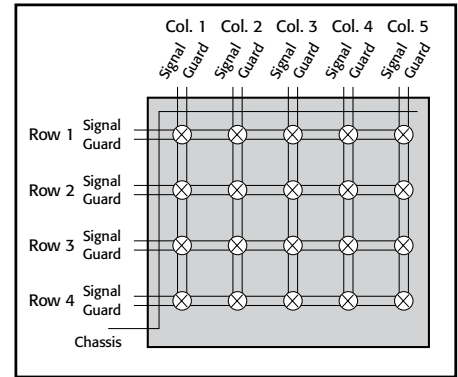 Col. 1 Col. 2 Col. 3 Col. 4 Col. 5
Signal Guard Signal Guard Signal Guard Signal Guard Signal Guard
Row 1 Signal
Guard
Row 2 Signal
Guard
Row 3 Signal
Guard
Row 4 Signal
Guard
Chassis